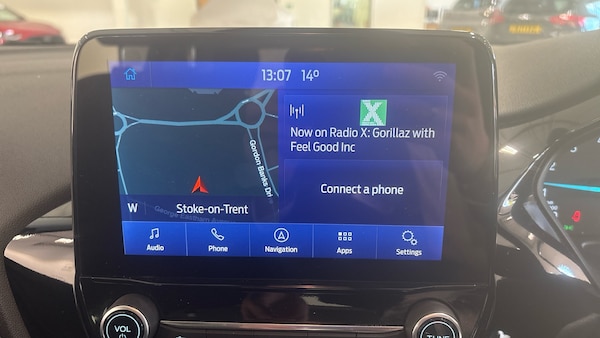 13:07 14°
X
Now on Radio X: Gorillaz with
Feel Good Inc
Gordon Banks Dr
Connect a phone
W
Stoke-on-Trent
Audio
Phone
Navigation
Apps
Settings
VOL
TUNE